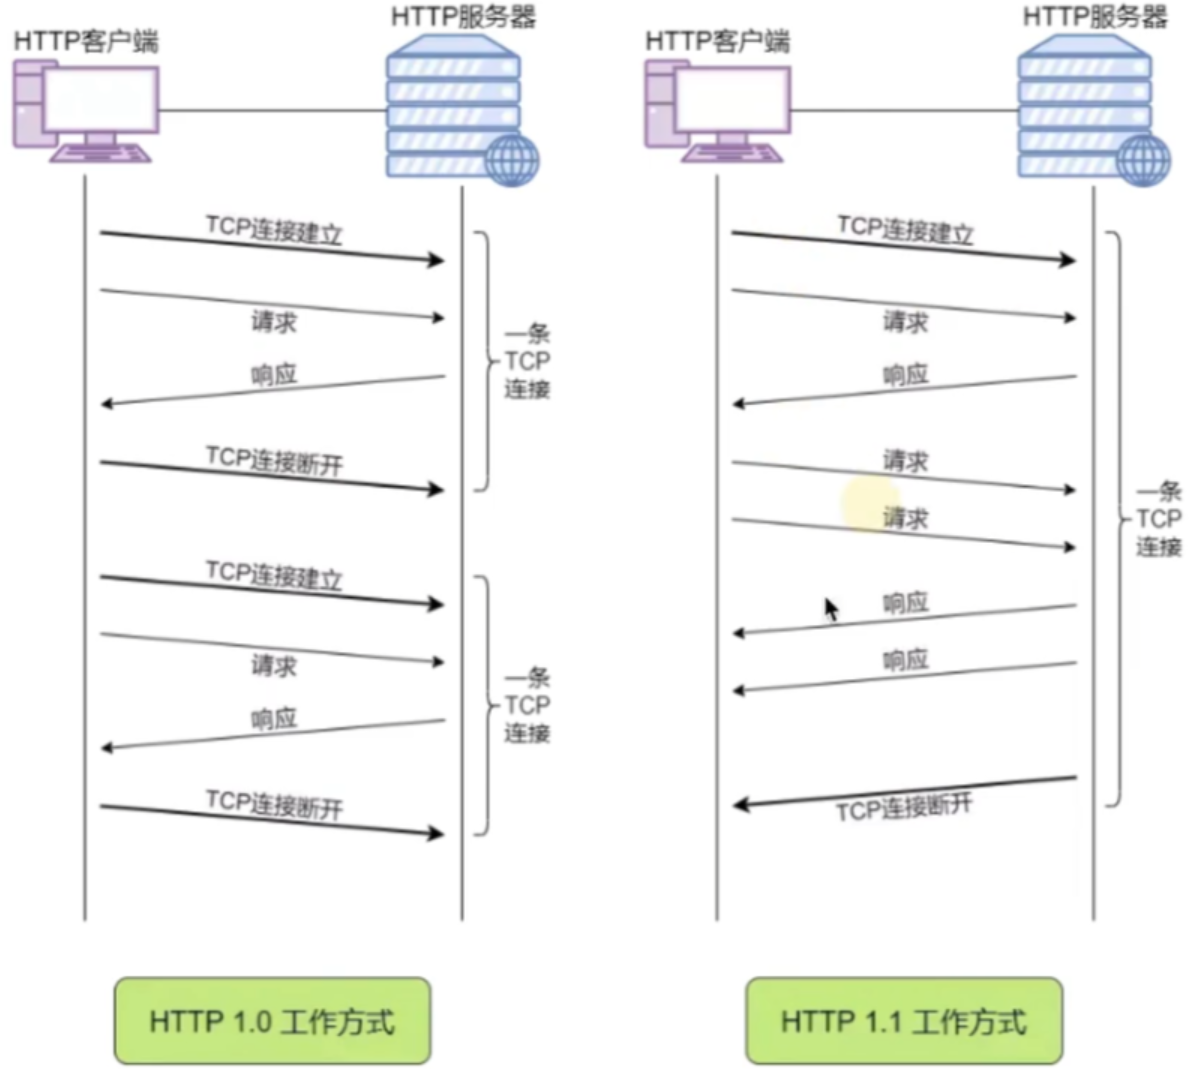 HTTP客户端
HTTP服务器
TCP连接建立
请求
响应
TCP连接断开
一条
TCP
连接
TCP连接建立
请求
响应
TCP连接断开
一条
TCP
连接
HTTP 1.0 工作方式
HTTP客户端
HTTP服务器
TCP连接建立
请求
响应
请求
请求
响应
响应
TCP连接断开
一条
TCP
连接
HTTP 1.1 工作方式